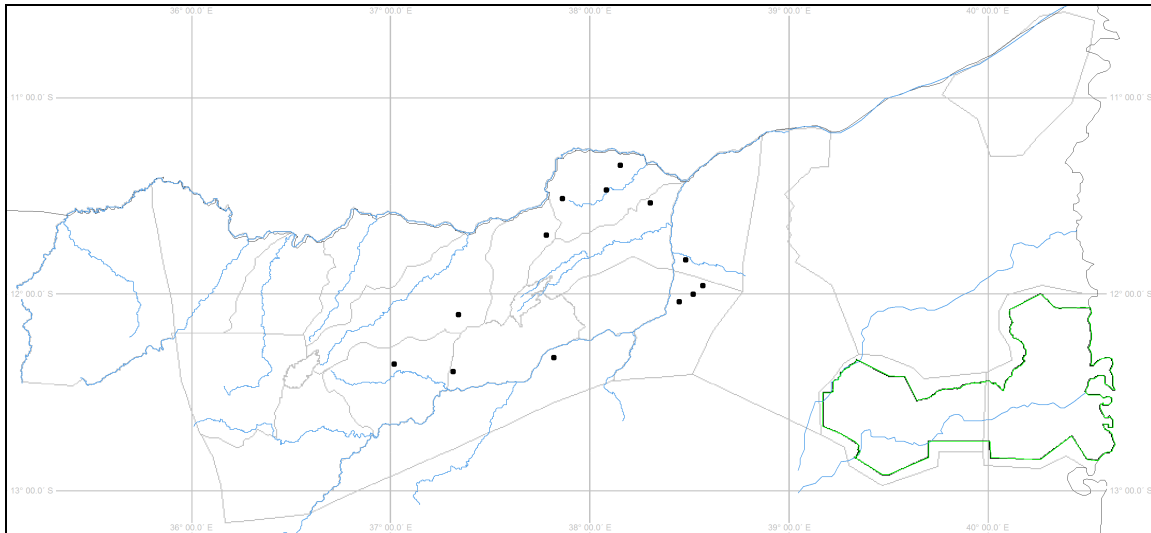 36° 00.0' E 37° 00.0' E 38° 00.0' E 39° 00.0' E 40° 00.0' E
11° 00.0' S 11° 00.0' S
12° 00.0' S 12° 00.0' S
13° 00.0' S 13° 00.0' S
36° 00.0' E 37° 00.0' E 38° 00.0' E 39° 00.0' E 40° 00.0' E